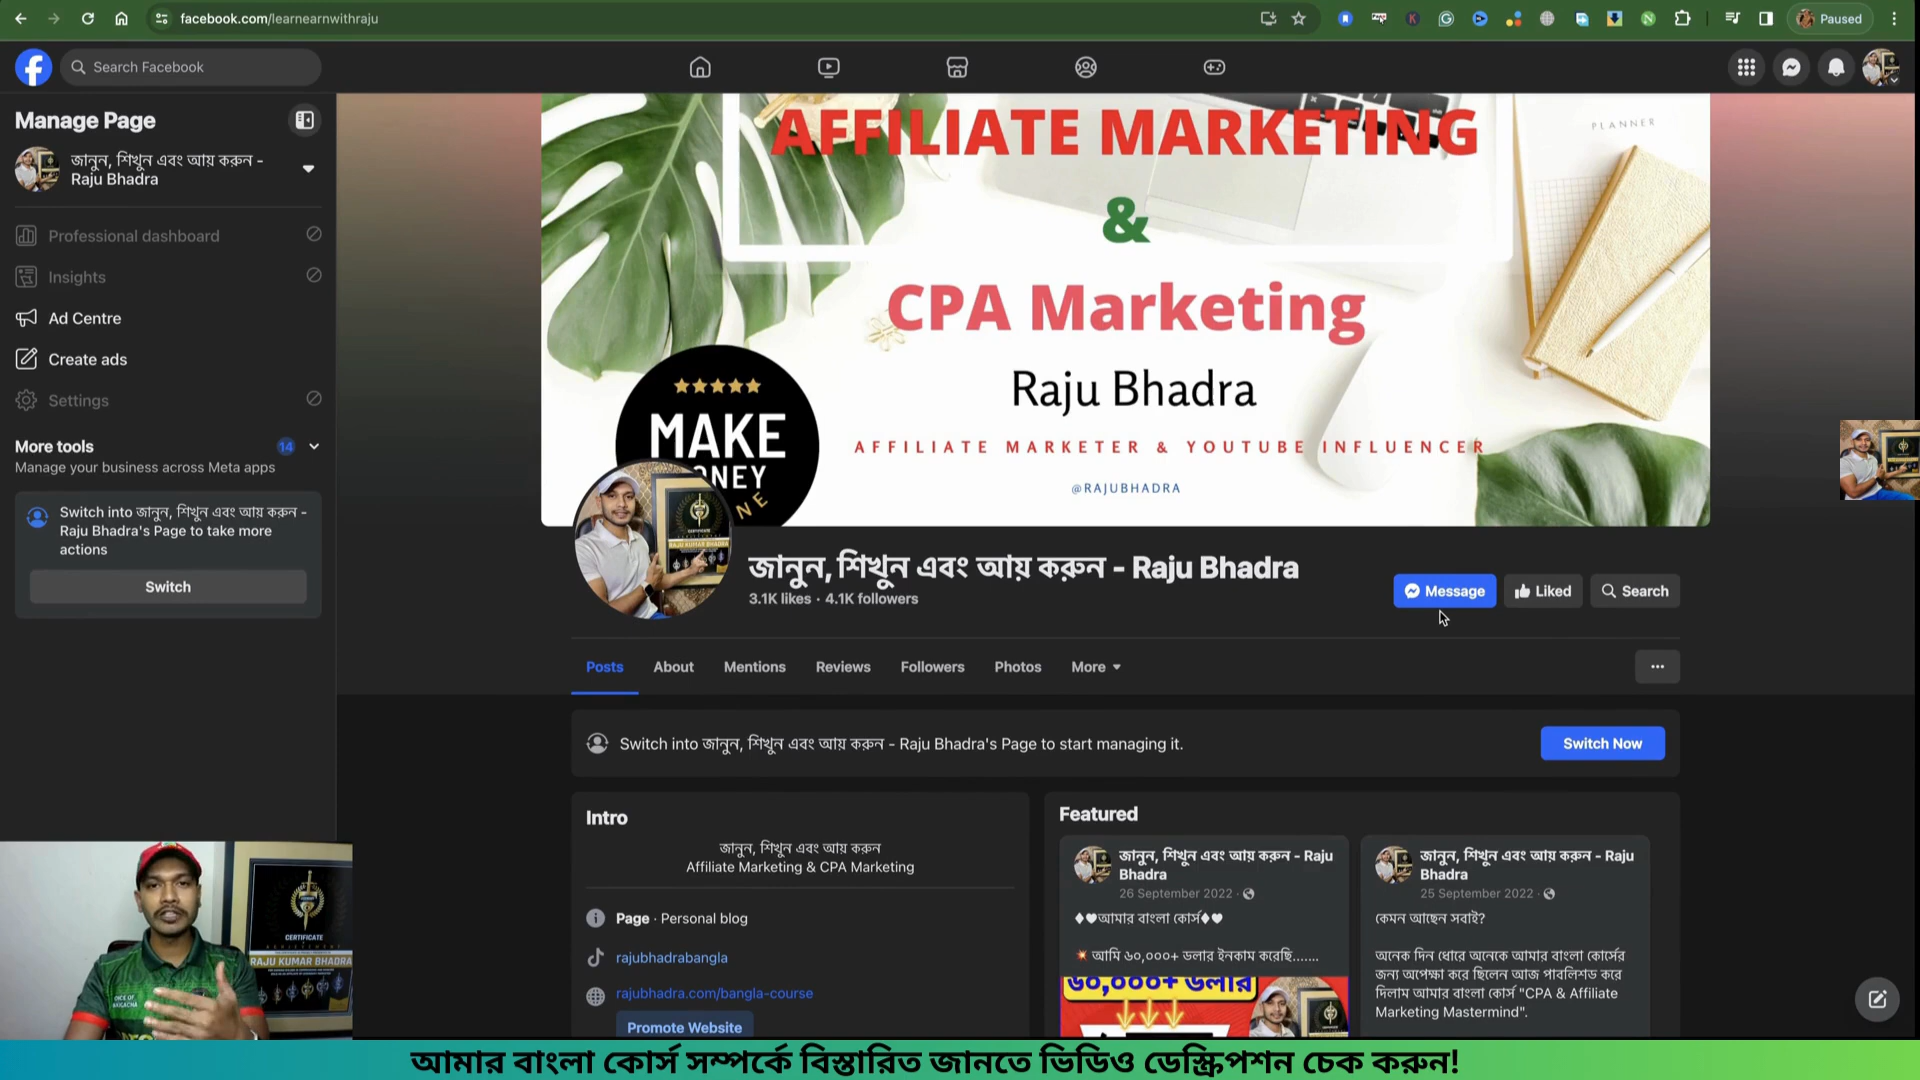 facebook.com/learnearnwithraju
Paused
Search Facebook
Manage Page
জানুন, শিখুন এবং আয় করুন -
Raju Bhadra
Professional dashboard
Insights
Ad Centre
Create ads
Settings
More tools
14
Manage your business across Meta apps
Switch into জানুন, শিখুন এবং আয় করুন -
Raju Bhadra's Page to take more
actions
Switch
AFFILIATE MARKETING
&
CPA Marketing
Raju Bhadra
AFFILIATE MARKETER & YOUTUBE INFLUENCER
@RAJUBHADRA
PLANNER
MAKE
জানুন, শিখুন এবং আয় করুন - Raju Bhadra
3.1K likes · 4.1K followers
Message
Liked
Search
Posts
About
Mentions
Reviews
Followers
Photos
More
Switch into জানুন, শিখুন এবং আয় করুন - Raju Bhadra's Page to start managing it.
Switch Now
Intro
জানুন, শিখুন এবং আয় করুন
Affiliate Marketing & CPA Marketing
Page · Personal blog
rajubhadrabangla
rajubhadra.com/bangla-course
Promote Website
Featured
জানুন, শিখুন এবং আয় করুন - Raju
Bhadra
26 September 2022 ·
♦♥আমার বাংলা কোর্স♦♥
💥 আমি ৬০,০০০+ ডলার ইনকাম করেছি.......
৬০,০০০+ ডলার
জানুন, শিখুন এবং আয় করুন - Raju
Bhadra
25 September 2022 ·
কেমন আছেন সবাই?
অনেক দিন ধোরে অনেকে আমার বাংলা কোর্সের
জন্য অপেক্ষা করে ছিলেন আজ পাবলিশড করে
দিলাম আমার বাংলা কোর্স "CPA & Affiliate
Marketing Mastermind".
CERTIFICATE
RAJU KUMAR BHADRA
আমার বাংলা কোর্স সম্পর্কে বিস্তারিত জানতে ভিডিও ডেস্ক্রিপশন চেক করুন!